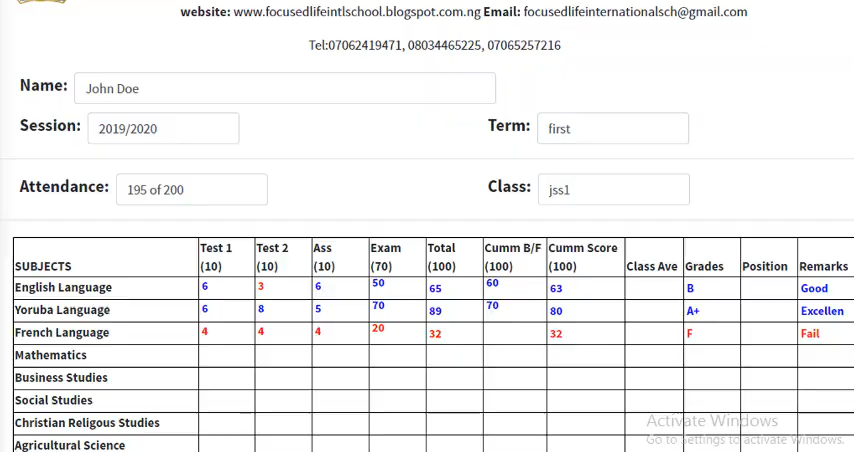 website: www.focusedlifeintlschool.blogspot.com.ng Email: focusedlifeinternationalsch@gmail.com
Tel:07062419471, 08034465225, 07065257216
Name: John Doe
Session: 2019/2020 Term: first
Attendance: 195 of 200 Class: jss1
SUBJECTS Test 1 (10) Test 2 (10) Ass (10) Exam (70) Total (100) Cumm B/F (100) Cumm Score (100) Class Ave Grades Position Remarks
English Language 6 3 6 50 65 60 63 B Good
Yoruba Language 6 8 5 70 89 70 80 A+ Excellen
French Language 4 4 4 20 32 32 F Fail
Mathematics
Business Studies
Social Studies
Christian Religous Studies
Agricultural Science
Activate Windows
Go to Settings to activate Windows.